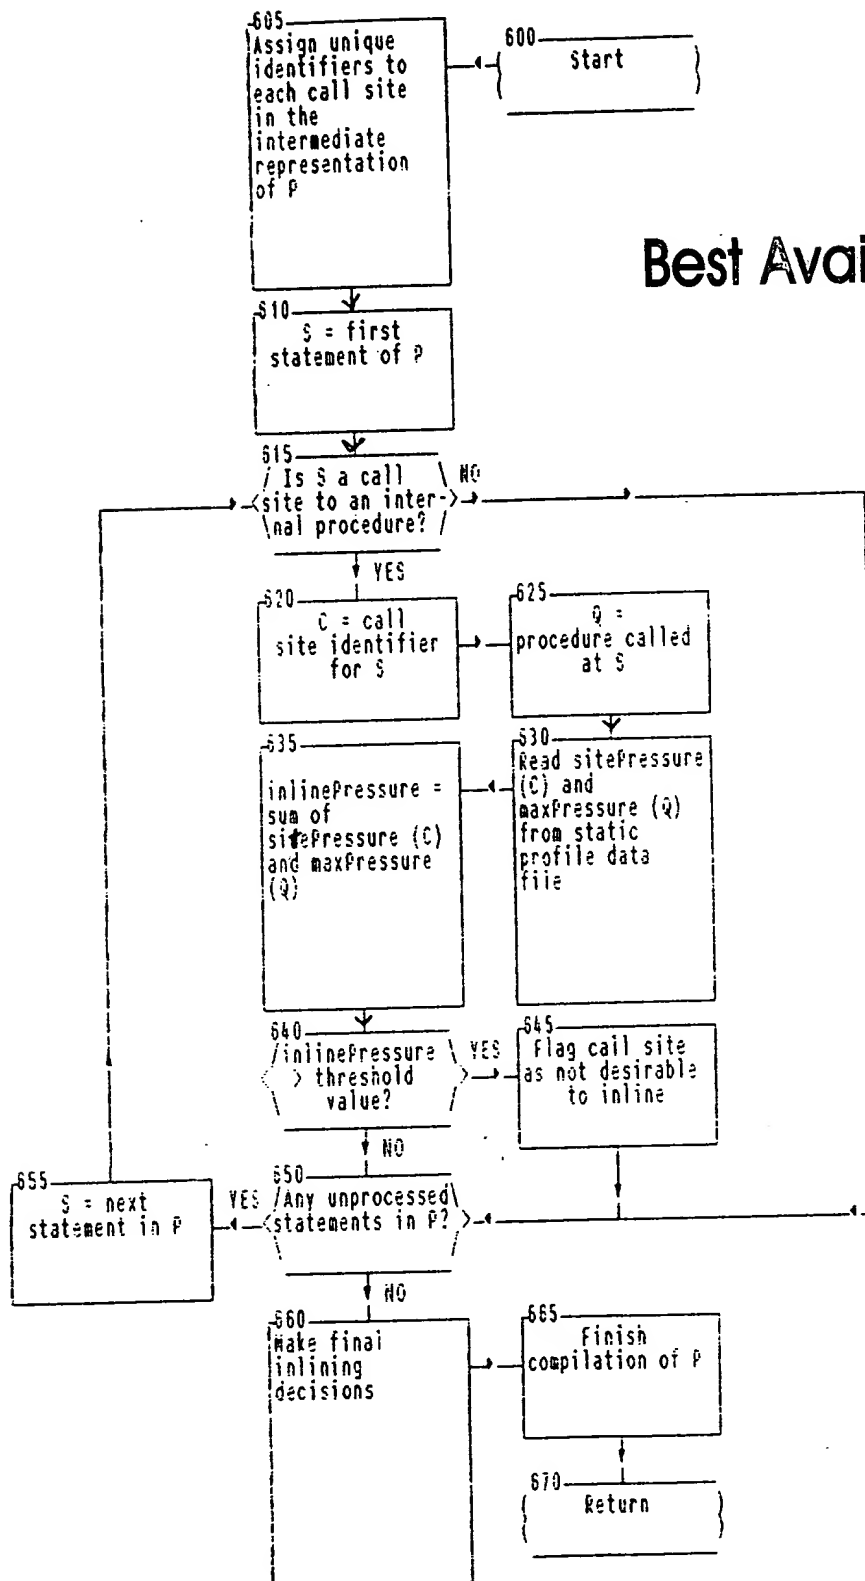 605
Assign unique
identifiers to
each call site
in the
intermediate
representation
of P
600
Start
Best Avai
610
S = first
statement of P
615
Is S a call
site to an inter-
nal procedure?
NO
YES
620
C = call
site identifier
for S
625
Q =
procedure called
at S
635
inlinePressure =
sum of
sitePressure (C)
and maxPressure
(Q)
630
Read sitePressure
(C) and
maxPressure (Q)
from static
profile data
file
640
inlinePressure
> threshold
value?
YES
645
Flag call site
as not desirable
to inline
NO
655
S = next
statement in P
YES
650
Any unprocessed
statements in P?
NO
660
Make final
inlining
decisions
665
Finish
compilation of P
670
Return